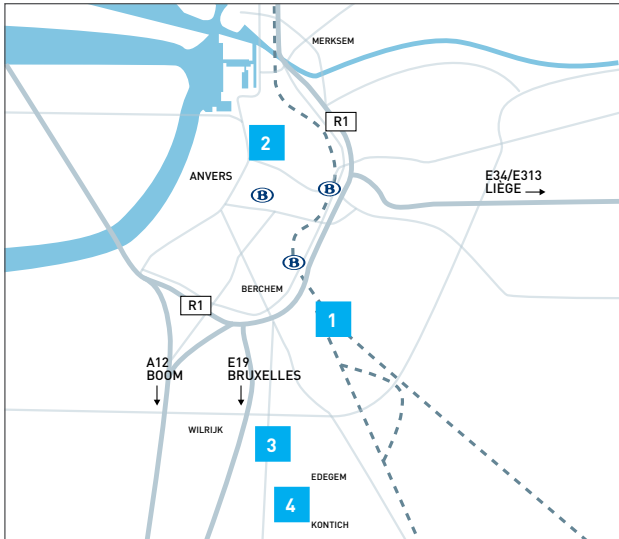 MERKSEM
R1
2
ANVERS
E34/E313
LIÈGE
B
B
B
BERCHEM
R1
1
A12
BOOM
E19
BRUXELLES
WILRIJK
3
EDEGEM
4
KONTICH